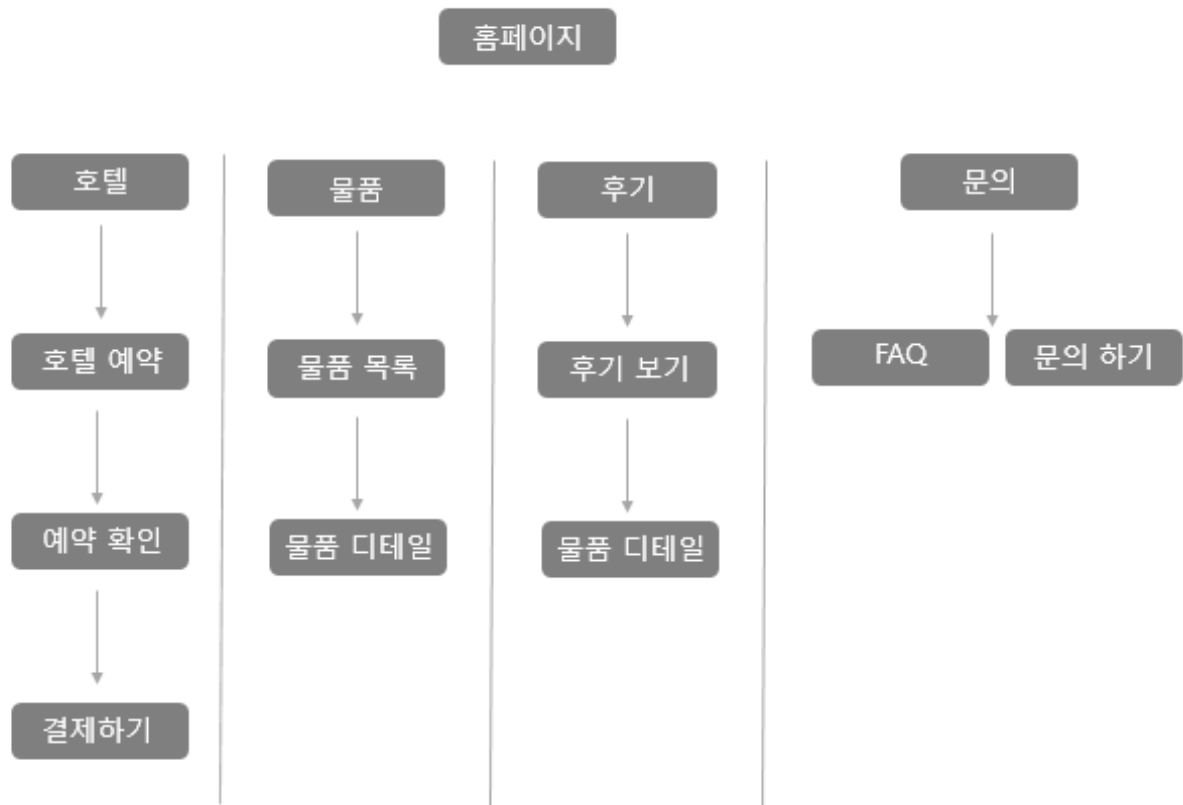 홈페이지
호텔
물품
후기
문의
호텔 예약
물품 목록
후기 보기
FAQ
문의 하기
예약 확인
물품 디테일
물품 디테일
결제하기